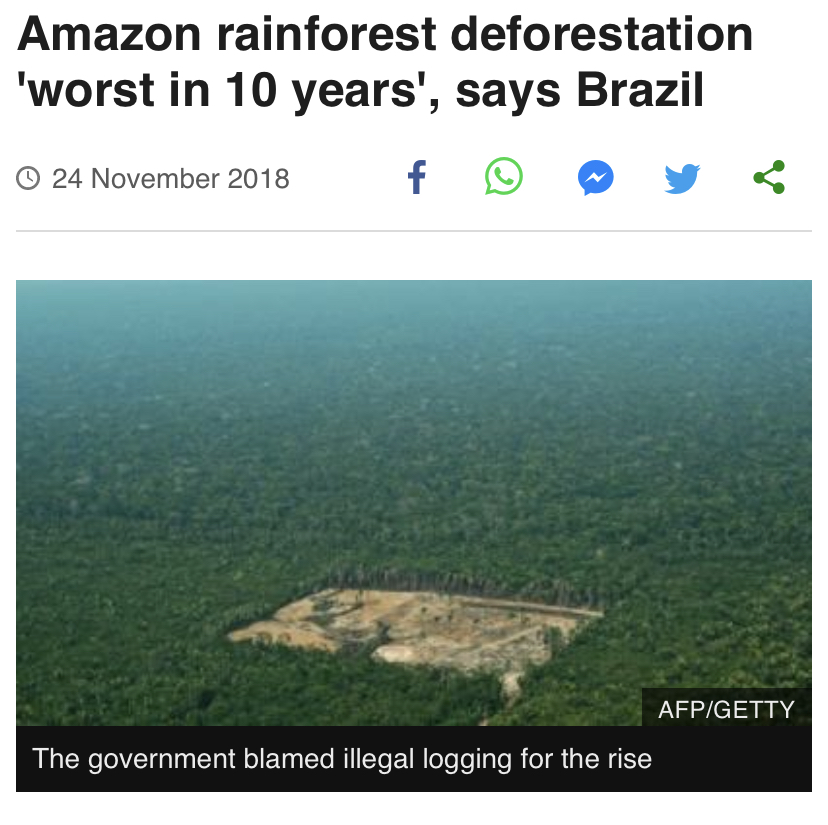 Amazon rainforest deforestation
'worst in 10 years', says Brazil
24 November 2018
AFP/GETTY
The government blamed illegal logging for the rise